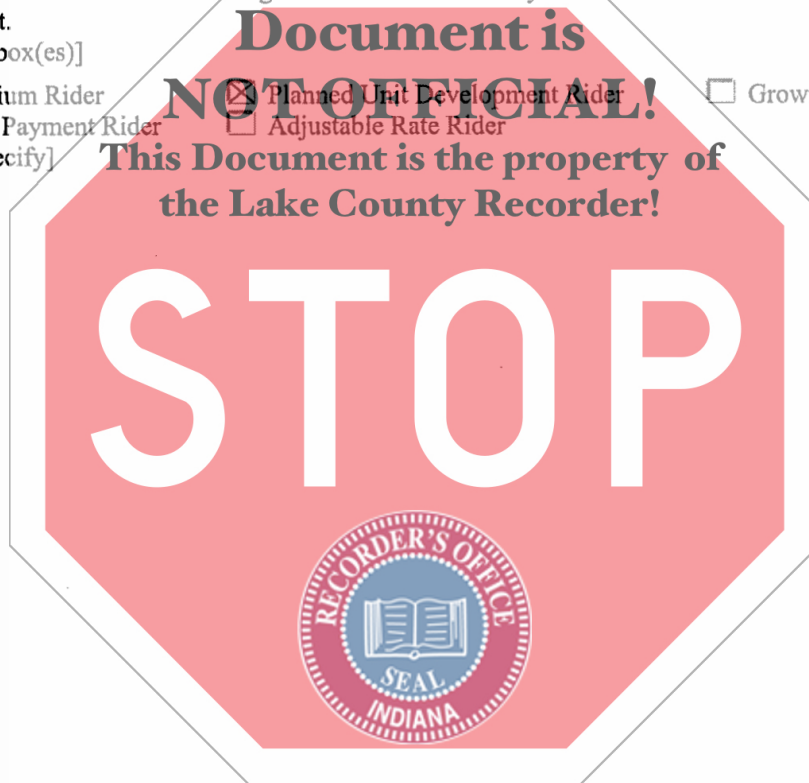 t.
Document is
box(es)]
ium Rider ☒ Planned Unit Development Rider ☐ Grow
NOT OFFICIAL!
Payment Rider ☐ Adjustable Rate Rider
ecify]
This Document is the property of
the Lake County Recorder!
STOP
RECORDER'S OFFICE
SEAL
INDIANA